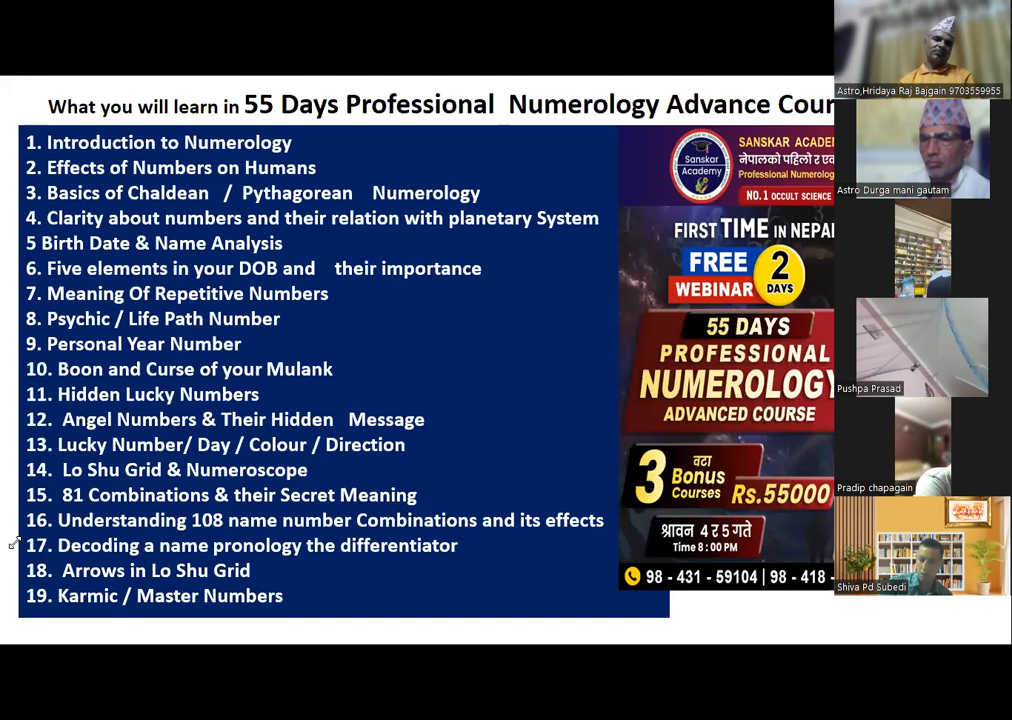 What you will learn in 55 Days Professional Numerology Advance Cour
1. Introduction to Numerology
2. Effects of Numbers on Humans
3. Basics of Chaldean / Pythagorean Numerology
4. Clarity about numbers and their relation with planetary System
5 Birth Date & Name Analysis
6. Five elements in your DOB and their importance
7. Meaning Of Repetitive Numbers
8. Psychic / Life Path Number
9. Personal Year Number
10. Boon and Curse of your Mulank
11. Hidden Lucky Numbers
12. Angel Numbers & Their Hidden Message
13. Lucky Number/ Day / Colour / Direction
14. Lo Shu Grid & Numeroscope
15. 81 Combinations & their Secret Meaning
16. Understanding 108 name number Combinations and its effects
17. Decoding a name pronology the differentiator
18. Arrows in Lo Shu Grid
19. Karmic / Master Numbers
Sanskar
Academy
SANSKAR ACADE
नेपालको पहिलो र एक
Professional Numerolog
NO.1 OCCULT SCIENCE
FIRST TIME IN NEPAL
FREE
WEBINAR
2
DAYS
55 DAYS
PROFESSIONAL
NUMEROLOGY
ADVANCED COURSE
3 वटा
Bonus
Courses
Rs.55000
श्रावन ४ र ५ गते
Time 8:00 PM
98 - 431 - 59104 | 98 - 418 -
Astro,Hridaya Raj Bajgain 9703559955
Astro Durga mani.gautam
Pushpa Prasad
Pradip chapagain
Shiva Pd Subedi